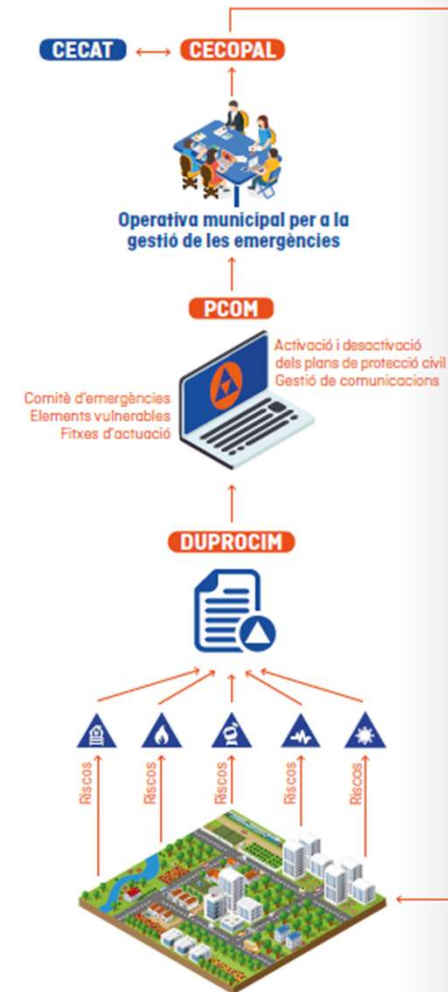 CECAT
CECOPAL
Operativa municipal per a la
gestió de les emergències
PCOM
Activació i desactivació
dels plans de protecció civil
Gestió de comunicacions
Comitè d'emergències
Elements vulnerables
Fitxes d'actuació
DUPROCIM
Riscos
Riscos
Riscos
Riscos
Riscos